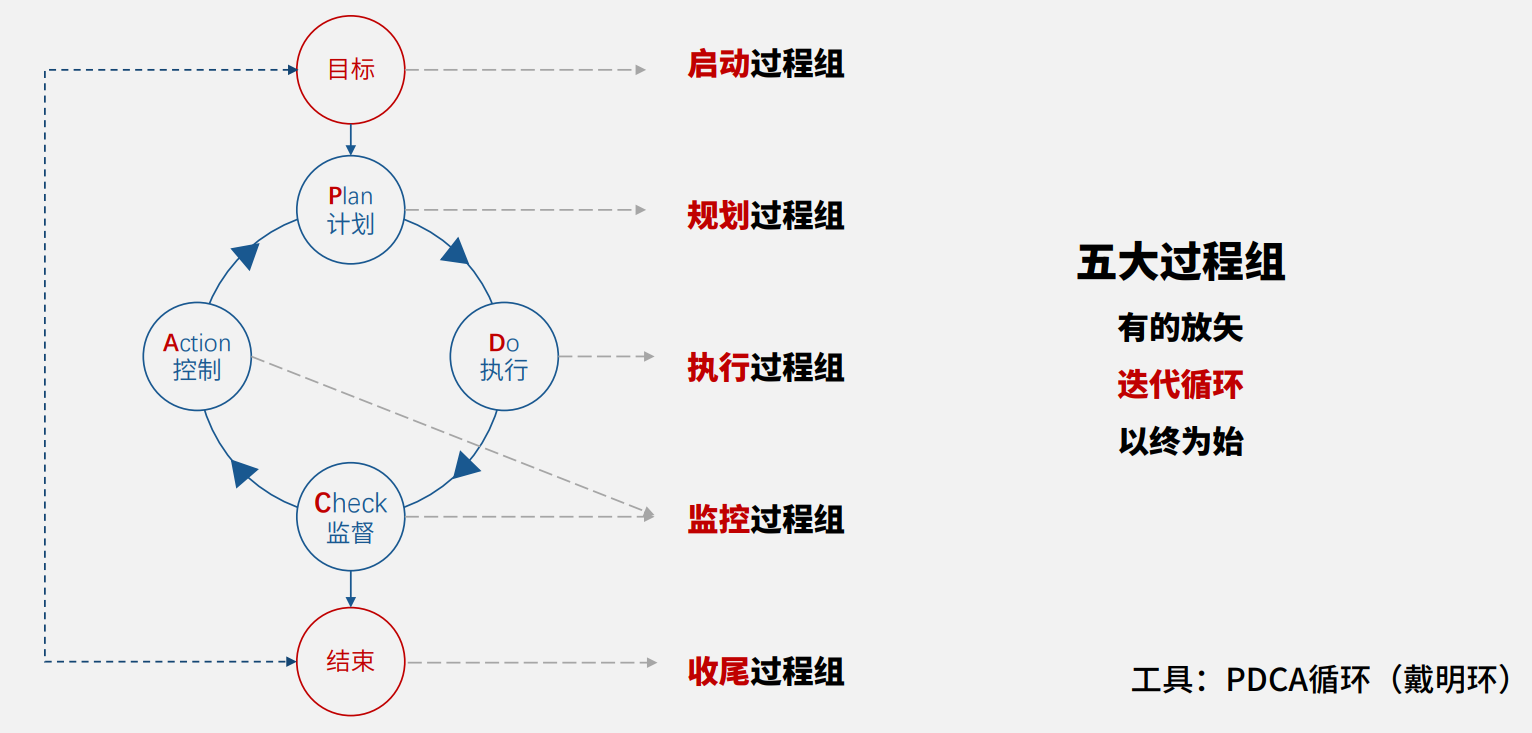 目标
启动过程组
Plan
计划
规划过程组
Action
控制
Do
执行
执行过程组
Check
监督
监控过程组
结束
收尾过程组
五大过程组
有的放矢
迭代循环
以终为始
工具：PDCA循环（戴明环）